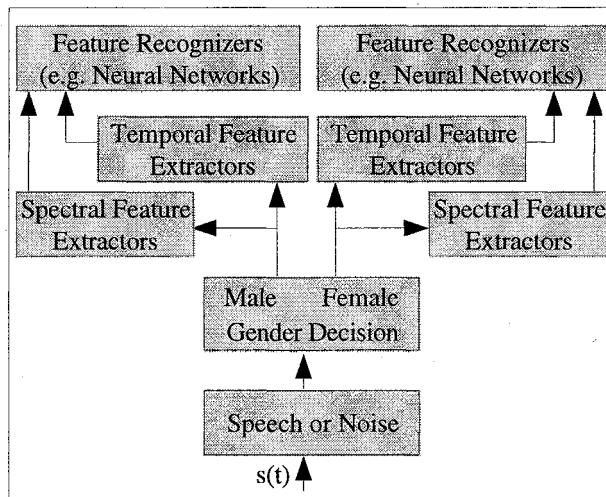 Feature Recognizers
(e.g. Neural Networks)
Feature Recognizers
(e.g. Neural Networks)
Temporal Feature
Extractors
Temporal Feature
Extractors
Spectral Feature
Extractors
Spectral Feature
Extractors
Male Female
Gender Decision
Speech or Noise
s(t)